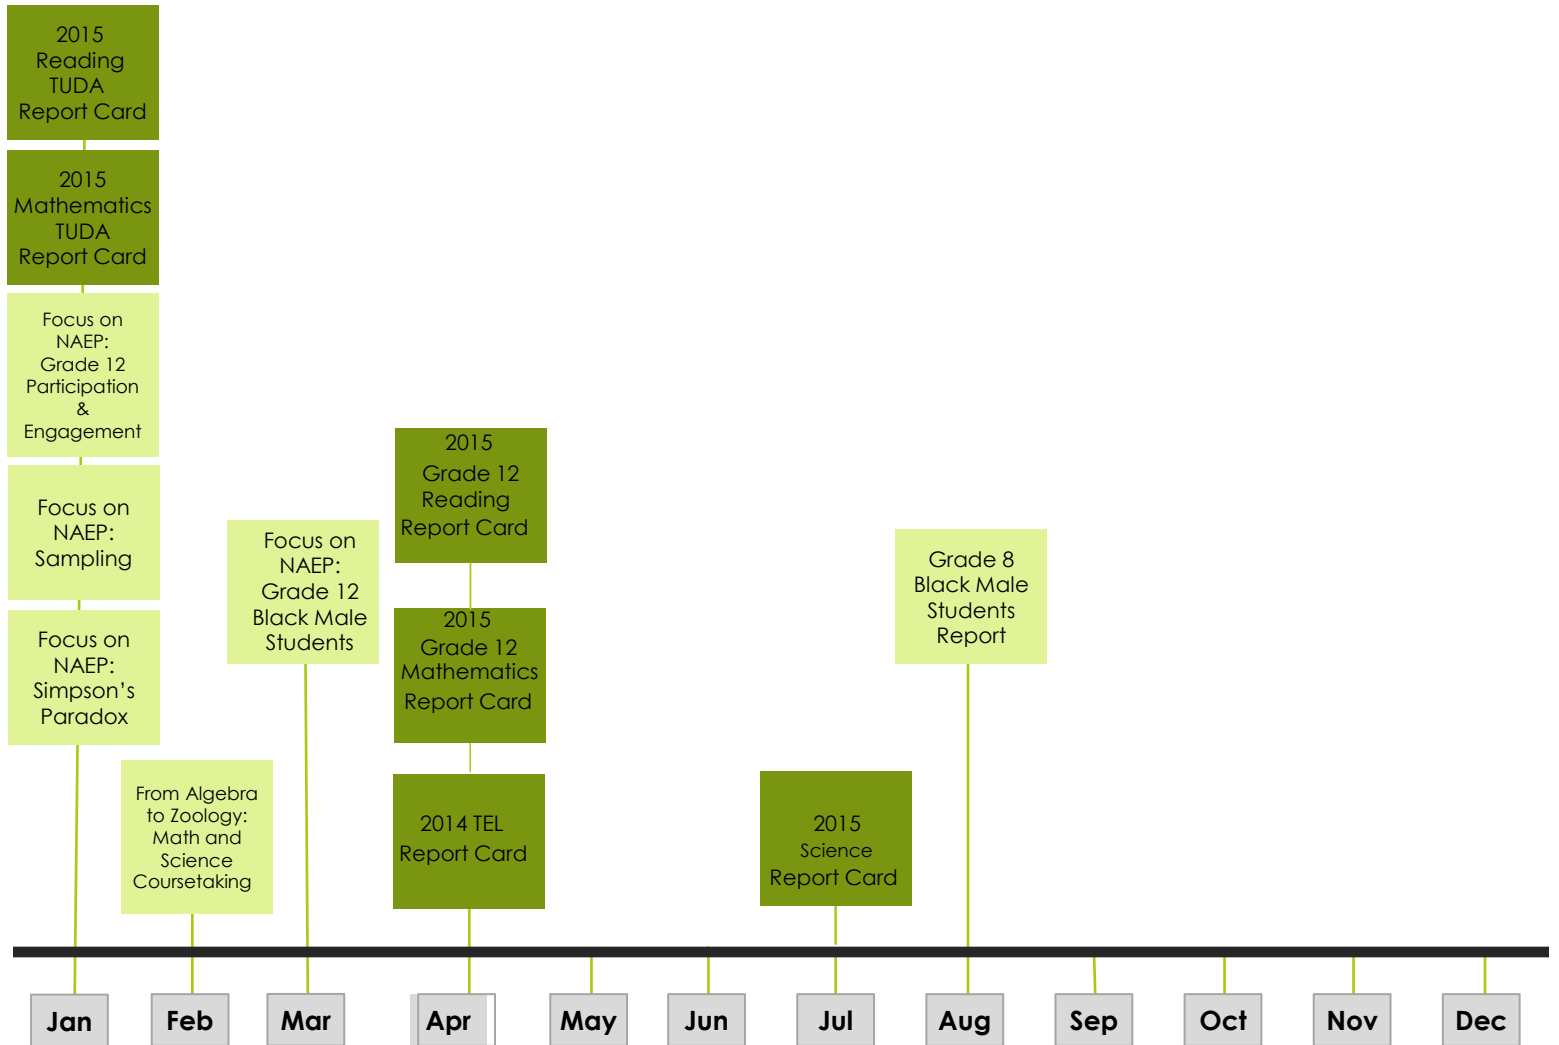 2015
Reading
TUDA
Report Card
2015
Mathematics
TUDA
Report Card
Focus on
NAEP:
Grade 12
Participation
&
Engagement
Focus on
NAEP:
Sampling
Focus on
NAEP:
Simpson’s
Paradox
From Algebra
to Zoology:
Math and
Science
Coursetaking
Focus on
NAEP:
Grade 12
Black Male
Students
2015
Grade 12
Reading
Report Card
2015
Grade 12
Mathematics
Report Card
2014 TEL
Report Card
2015
Science
Report Card
Grade 8
Black Male
Students
Report
Jan Feb Mar Apr May Jun Jul Aug Sep Oct Nov Dec